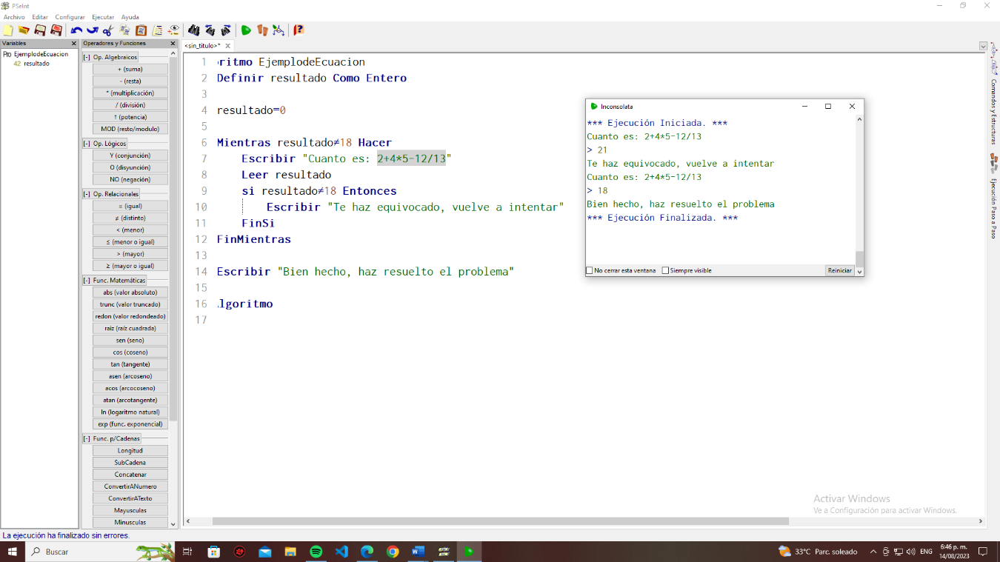 PSeInt
Archivo Editar Configurar Ejecutar Ayuda
Variables
Operadores y Funciones
<sin_titulo>*
EjemplodeEcuacion
42 resultado
[-] Op. Algebraicos
+ (suma)
- (resta)
* (multiplicación)
/ (división)
↑ (potencia)
MOD (resto/modulo)
[-] Op. Lógicos
Y (conjunción)
O (disyunción)
NO (negación)
[-] Op. Relacionales
= (igual)
≠ (distinto)
< (menor)
≤ (menor o igual)
> (mayor)
≥ (mayor o igual)
[-] Func. Matemáticas
abs (valor absoluto)
trunc (valor truncado)
redon (valor redondeado)
raiz (raíz cuadrada)
sen (seno)
cos (coseno)
tan (tangente)
asen (arcoseno)
acos (arcocoseno)
atan (arcotangente)
ln (logaritmo natural)
exp (func. exponencial)
[-] Func. p/Cadenas
Longitud
SubCadena
Concatenar
ConvertirANumero
ConvertirATexto
Mayusculas
Minusculas
1 ritmo EjemplodeEcuacion
2 Definir resultado Como Entero
3
4 resultado=0
5
6 Mientras resultado≠18 Hacer
7 Escribir "Cuanto es: 2+4*5-12/13"
8 Leer resultado
9 si resultado≠18 Entonces
10 Escribir "Te haz equivocado, vuelve a intentar"
11 FinSi
12 FinMientras
13
14 Escribir "Bien hecho, haz resuelto el problema"
15
16 lgoritmo
17
Inconsolata
*** Ejecución Iniciada. ***
Cuanto es: 2+4*5-12/13
> 21
Te haz equivocado, vuelve a intentar
Cuanto es: 2+4*5-12/13
> 18
Bien hecho, haz resuelto el problema
*** Ejecución Finalizada. ***
No cerrar esta ventana Siempre visible Reiniciar
Comandos y Estructuras
Ejecución Paso a Paso
Activar Windows
Ve a Configuración para activar Windows.
La ejecución ha finalizado sin errores.
Buscar
33°C Parc. soleado
ENG
6:46 p. m.
14/08/2023